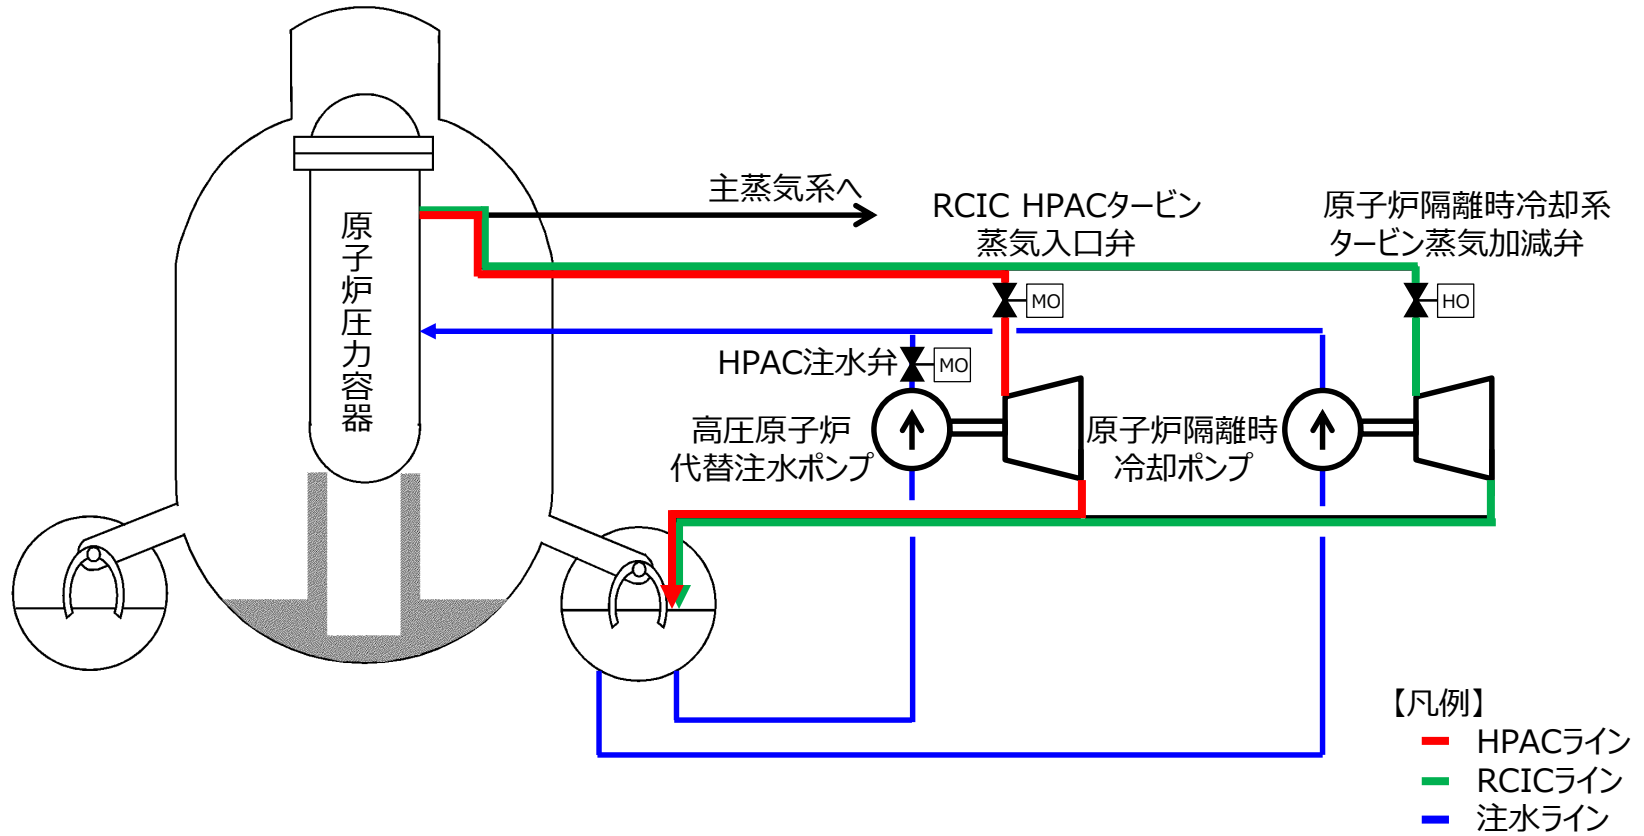 主蒸気系へ
RCIC HPACタービン
蒸気入口弁
原子炉隔離時冷却系
タービン蒸気加減弁
原子炉圧力容器
MO
HO
HPAC注水弁
MO
高圧原子炉
代替注水ポンプ
原子炉隔離時
冷却ポンプ
【凡例】
HPACライン
RCICライン
注水ライン